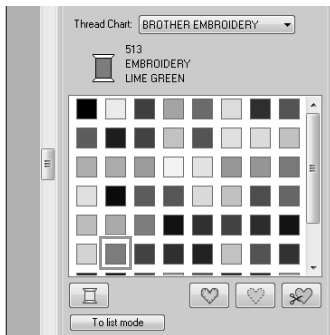 Thread Chart: BROTHER EMBROIDERY
513
EMBROIDERY
LIME GREEN
To list mode